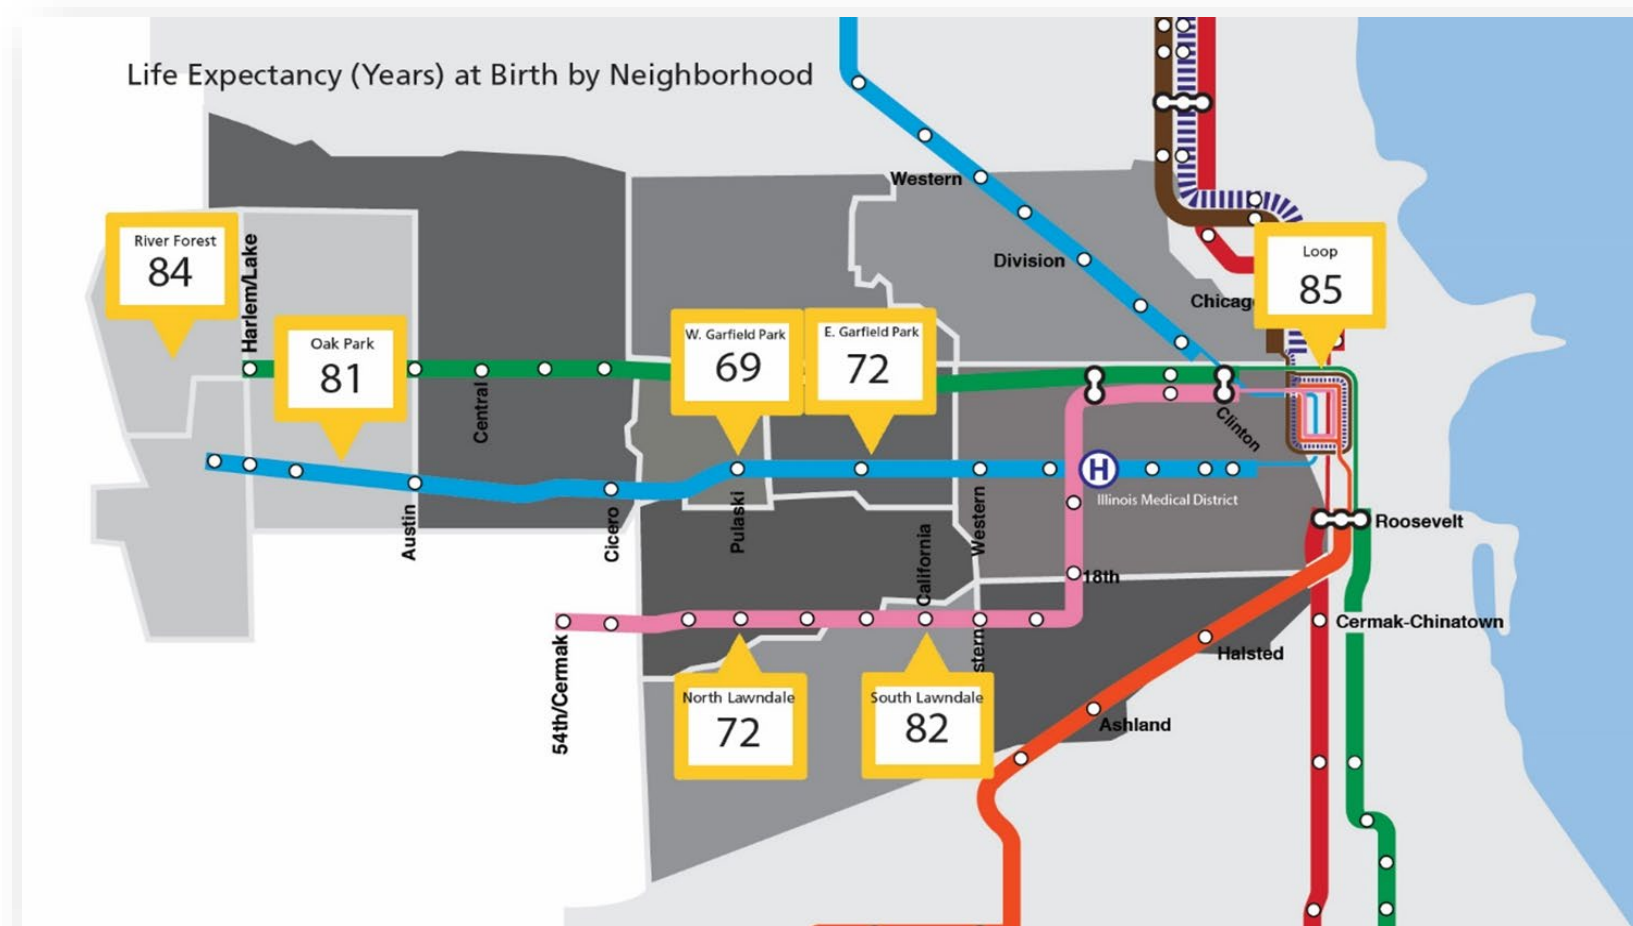 Life Expectancy (Years) at Birth by Neighborhood
River Forest
84
Harlem/Lake
Oak Park
81
Central
Austin
Cicero
W. Garfield Park
69
E. Garfield Park
72
Pulaski
Western
Division
Chicag
Loop
85
Clinton
H
Illinois Medical District
Western
California
18th
Roosevelt
Cermak-Chinatown
Halsted
Ashland
54th/Cermak
North Lawndale
72
South Lawndale
82
stern